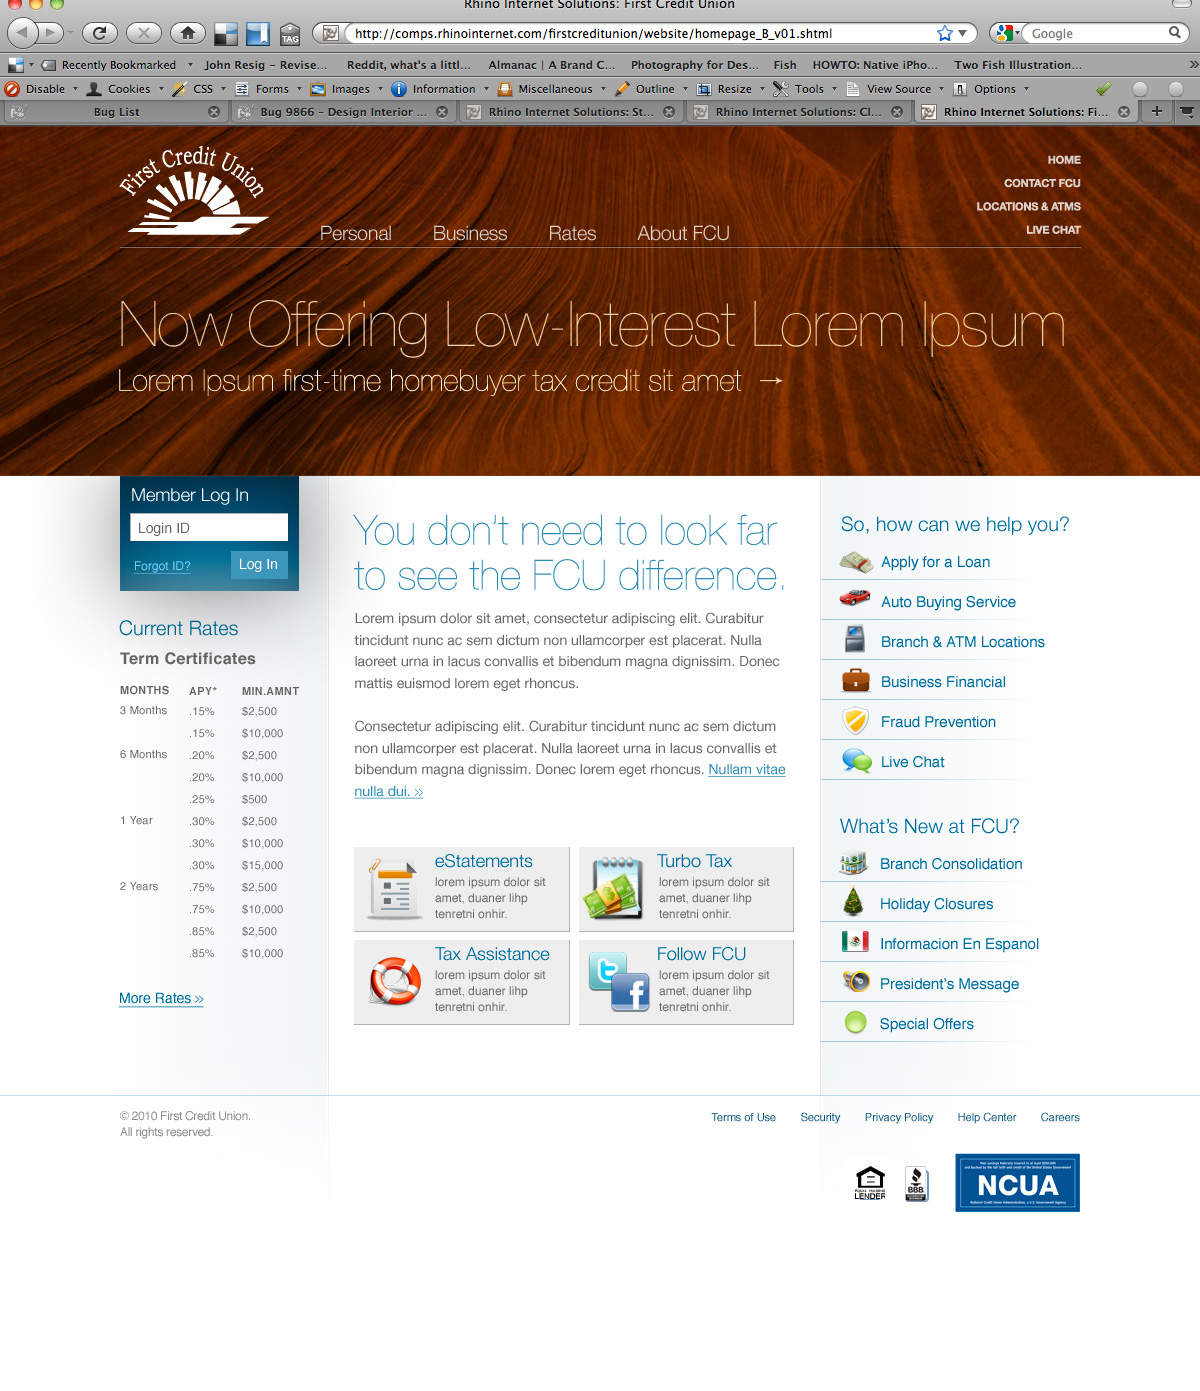 Rhino Internet Solutions: First Credit Union
http://comps.rhinointernet.com/firstcreditunion/website/homepage_B_v01.shtml
Google
TAG
Recently Bookmarked
John Resig - Revise...
Reddit, what's a littl...
Almanac | A Brand C...
Photography for Des...
Fish
HOWTO: Native iPho...
Two Fish Illustration...
Disable
Cookies
CSS
Forms
Images
Information
Miscellaneous
Outline
Resize
Tools
View Source
Options
Bug List
Bug 9866 – Design Interior ...
Rhino Internet Solutions: St...
Rhino Internet Solutions: Cl...
Rhino Internet Solutions: Fi...
First Credit Union
HOME
CONTACT FCU
LOCATIONS & ATMS
LIVE CHAT
Personal
Business
Rates
About FCU
Now Offering Low-Interest Lorem Ipsum
Lorem Ipsum first-time homebuyer tax credit sit amet →
Member Log In
Login ID
Forgot ID?
Log In
Current Rates
Term Certificates
MONTHS APY* MIN.AMNT
3 Months .15% $2,500
.15% $10,000
6 Months .20% $2,500
.20% $10,000
.25% $500
1 Year .30% $2,500
.30% $10,000
.30% $15,000
2 Years .75% $2,500
.75% $10,000
.85% $2,500
.85% $10,000
More Rates »
You don't need to look far
to see the FCU difference.
Lorem ipsum dolor sit amet, consectetur adipiscing elit. Curabitur
tincidunt nunc ac sem dictum non ullamcorper est placerat. Nulla
laoreet urna in lacus convallis et bibendum magna dignissim. Donec
mattis euismod lorem eget rhoncus.
Consectetur adipiscing elit. Curabitur tincidunt nunc ac sem dictum
non ullamcorper est placerat. Nulla laoreet urna in lacus convallis et
bibendum magna dignissim. Donec lorem eget rhoncus. Nullam vitae
nulla dui. »
eStatements
lorem ipsum dolor sit
amet, duaner lihp
tenretni onhir.
Turbo Tax
lorem ipsum dolor sit
amet, duaner lihp
tenretni onhir.
Tax Assistance
lorem ipsum dolor sit
amet, duaner lihp
tenretni onhir.
Follow FCU
lorem ipsum dolor sit
amet, duaner lihp
tenretni onhir.
So, how can we help you?
Apply for a Loan
Auto Buying Service
Branch & ATM Locations
Business Financial
Fraud Prevention
Live Chat
What's New at FCU?
Branch Consolidation
Holiday Closures
Informacion En Espanol
President's Message
Special Offers
© 2010 First Credit Union.
All rights reserved.
Terms of Use
Security
Privacy Policy
Help Center
Careers
LENDER
BBB
NCUA
National Credit Union Administration, a U.S. Government Agency